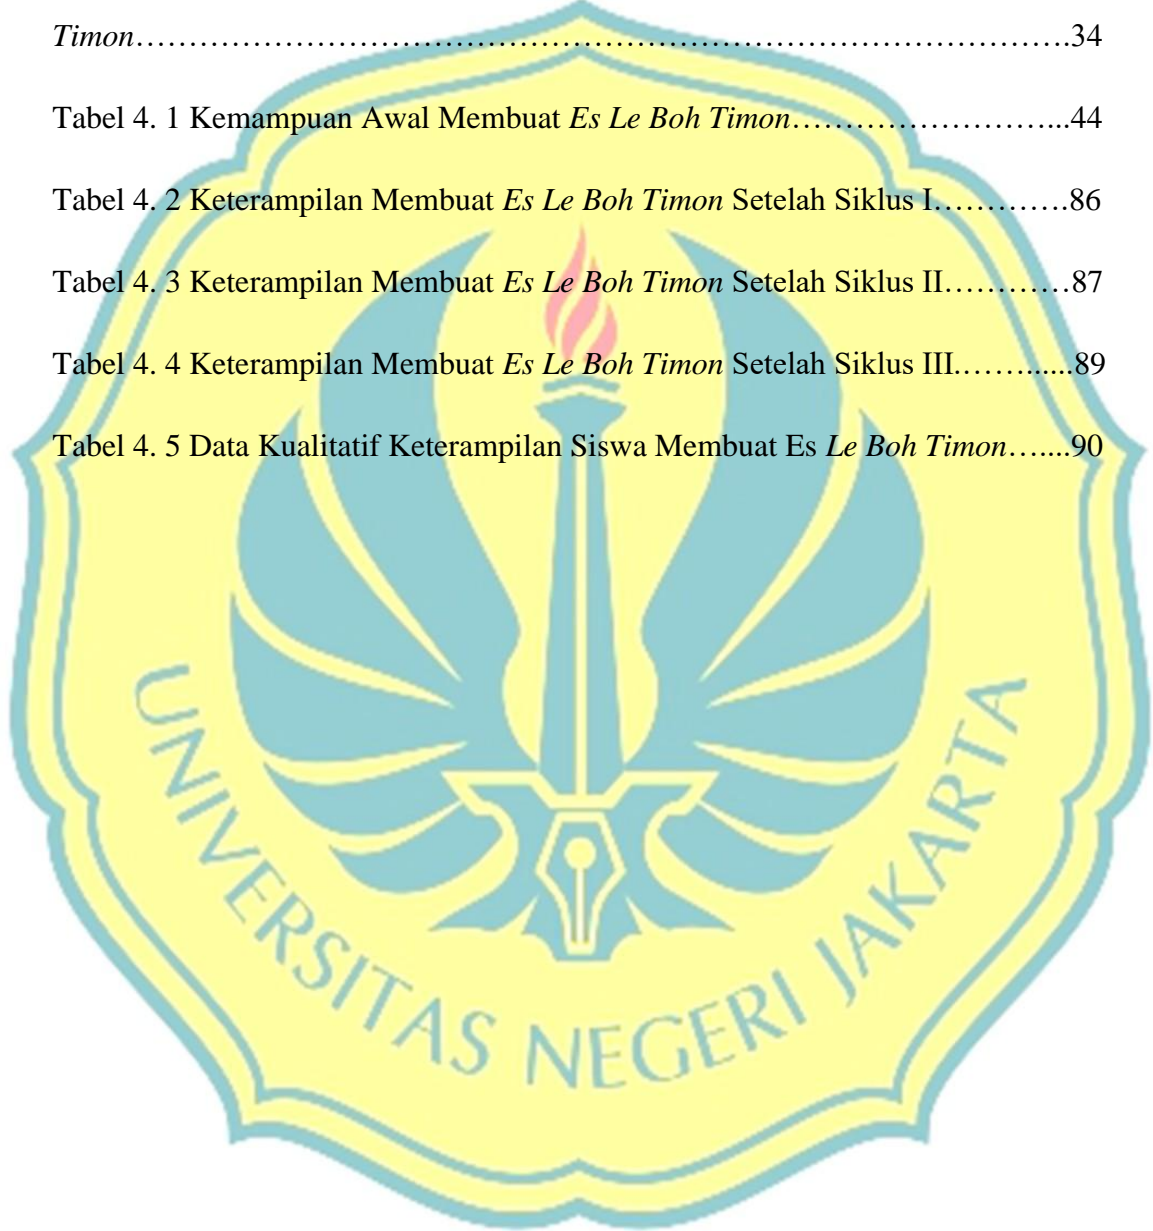 Timon……………………………………………………………………………….34
Tabel 4. 1 Kemampuan Awal Membuat Es Le Boh Timon……………………...44
Tabel 4. 2 Keterampilan Membuat Es Le Boh Timon Setelah Siklus I………….86
Tabel 4. 3 Keterampilan Membuat Es Le Boh Timon Setelah Siklus II…………87
Tabel 4. 4 Keterampilan Membuat Es Le Boh Timon Setelah Siklus III.……......89
Tabel 4. 5 Data Kualitatif Keterampilan Siswa Membuat Es Le Boh Timon…....90
UNIVERSITAS NEGERI JAKARTA